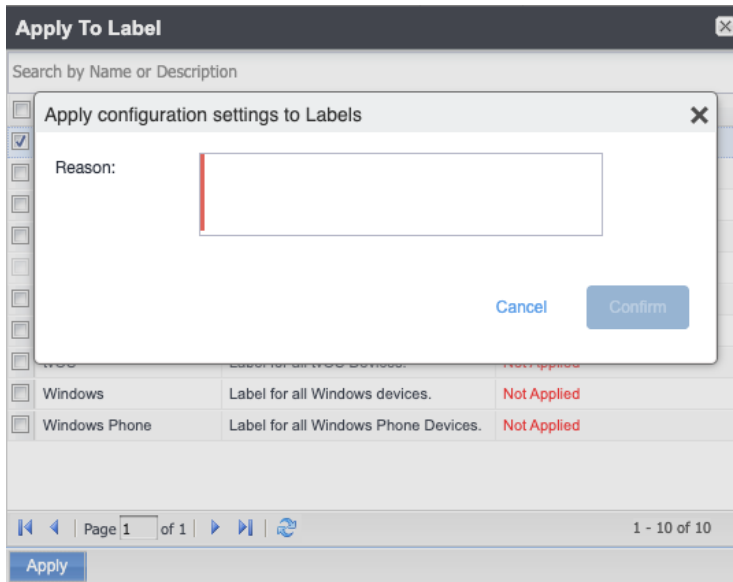 Apply To Label
Search by Name or Description
Apply configuration settings to Labels
Reason:
Cancel Confirm
tvOS Label for all tvOS Devices. Not Applied
Windows Label for all Windows devices. Not Applied
Windows Phone Label for all Windows Phone Devices. Not Applied
Page 1 of 1 1 - 10 of 10
Apply